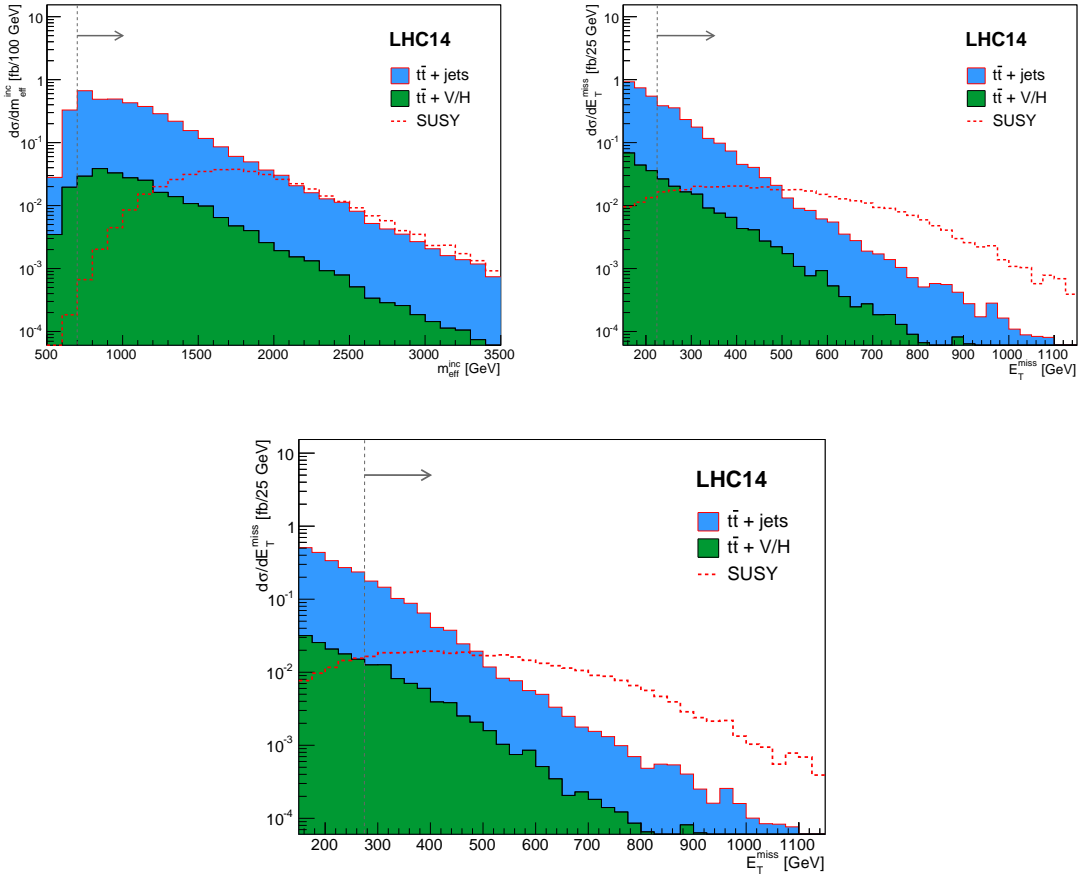 dσ/dm_eff^inc [fb/100 GeV]
10
1
10^-1
10^-2
10^-3
10^-4
LHC14
tt̄ + jets
tt̄ + V/H
SUSY
500 1000 1500 2000 2500 3000 3500
m_eff^inc [GeV]
dσ/dE_T^miss [fb/25 GeV]
10
1
10^-1
10^-2
10^-3
10^-4
LHC14
tt̄ + jets
tt̄ + V/H
SUSY
200 300 400 500 600 700 800 900 1000 1100
E_T^miss [GeV]
dσ/dE_T^miss [fb/25 GeV]
10
1
10^-1
10^-2
10^-3
10^-4
LHC14
tt̄ + jets
tt̄ + V/H
SUSY
200 300 400 500 600 700 800 900 1000 1100
E_T^miss [GeV]